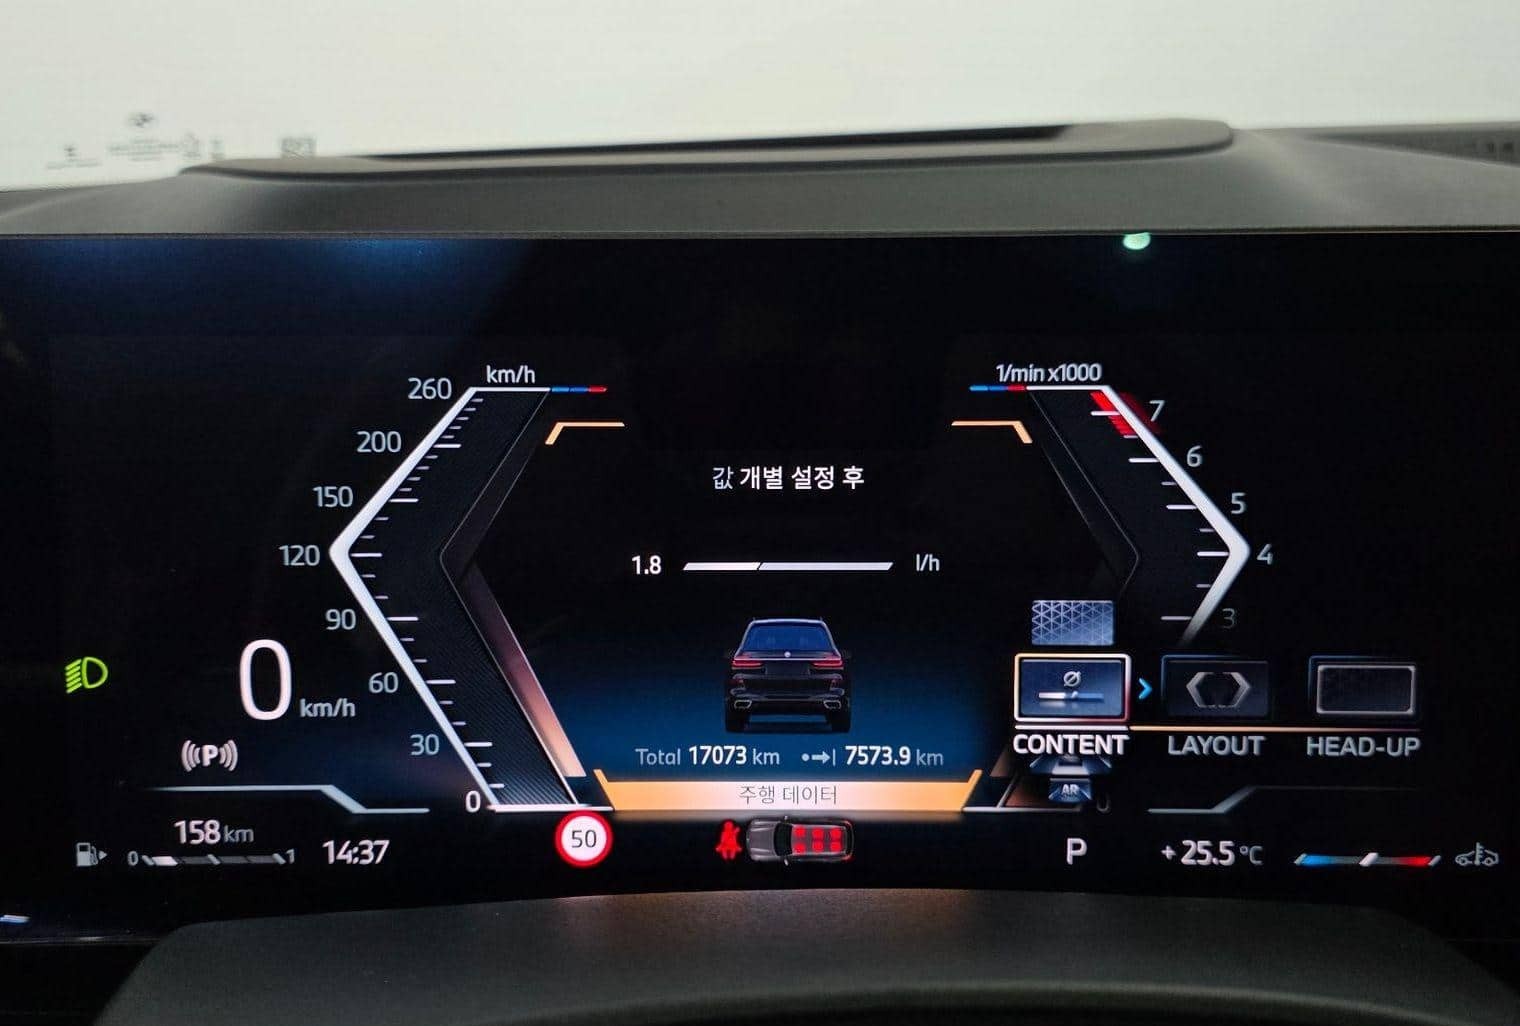 km/h
1/min x1000
260
200
150
120
90
60
30
0
7
6
5
4
3
0
값 개별 설정 후
1.8 l/h
0 km/h
(((P)))
CONTENT LAYOUT HEAD-UP
Total 17073 km 7573.9 km
주행 데이터
AR
158 km
0 1
14:37
50
P
+ 25.5 °C